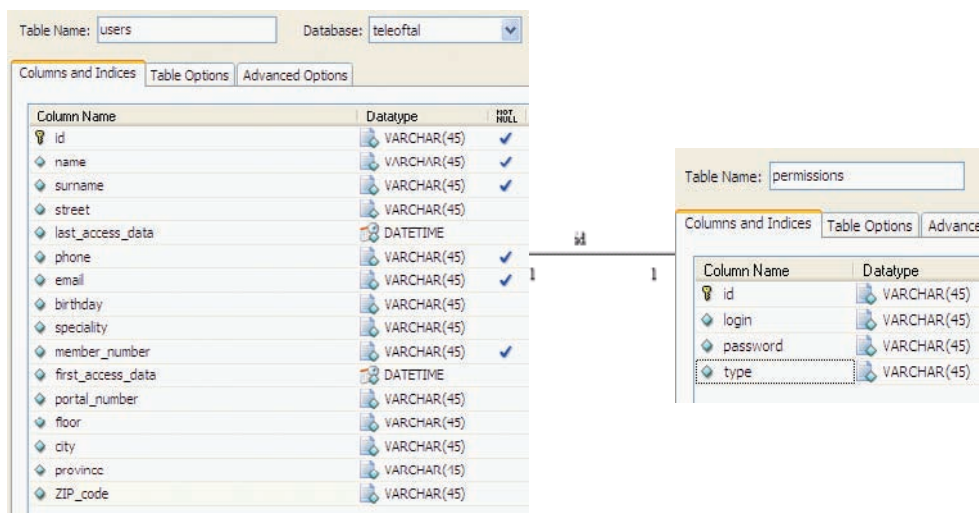 Table Name: users Database: teleoftal
Columns and Indices Table Options Advanced Options
Column Name Datatype NOT NULL
id VARCHAR(45)
name VARCHAR(45)
surname VARCHAR(45)
street VARCHAR(45)
last_access_data DATETIME
phone VARCHAR(45)
email VARCHAR(45)
birthday VARCHAR(45)
speciality VARCHAR(45)
member_number VARCHAR(45)
first_access_data DATETIME
portal_number VARCHAR(45)
floor VARCHAR(45)
city VARCHAR(45)
province VARCHAR(45)
ZIP_code VARCHAR(45)
id
1 1
Table Name: permissions
Columns and Indices Table Options Advance
Column Name Datatype
id VARCHAR(45)
login VARCHAR(45)
password VARCHAR(45)
type VARCHAR(45)